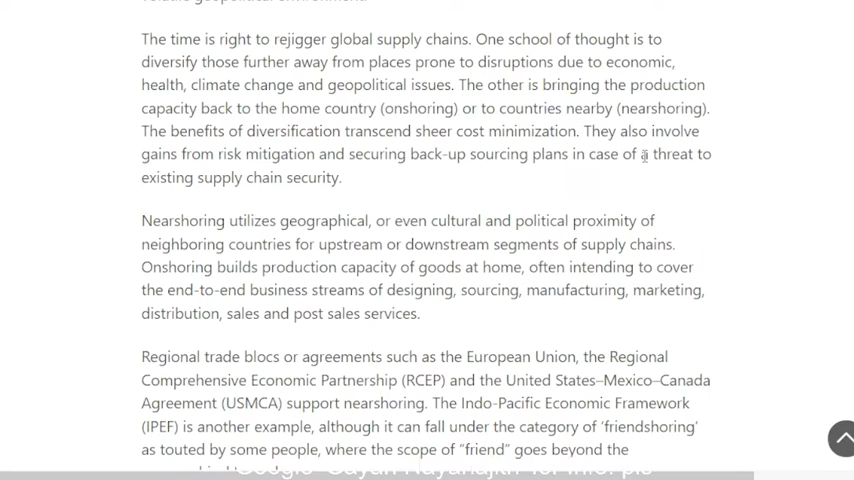 The time is right to rejigger global supply chains. One school of thought is to
diversify those further away from places prone to disruptions due to economic,
health, climate change and geopolitical issues. The other is bringing the production
capacity back to the home country (onshoring) or to countries nearby (nearshoring).
The benefits of diversification transcend sheer cost minimization. They also involve
gains from risk mitigation and securing back-up sourcing plans in case of a threat to
existing supply chain security.
Nearshoring utilizes geographical, or even cultural and political proximity of
neighboring countries for upstream or downstream segments of supply chains.
Onshoring builds production capacity of goods at home, often intending to cover
the end-to-end business streams of designing, sourcing, manufacturing, marketing,
distribution, sales and post sales services.
Regional trade blocs or agreements such as the European Union, the Regional
Comprehensive Economic Partnership (RCEP) and the United States–Mexico–Canada
Agreement (USMCA) support nearshoring. The Indo-Pacific Economic Framework
(IPEF) is another example, although it can fall under the category of ‘friendshoring’
as touted by some people, where the scope of “friend” goes beyond the